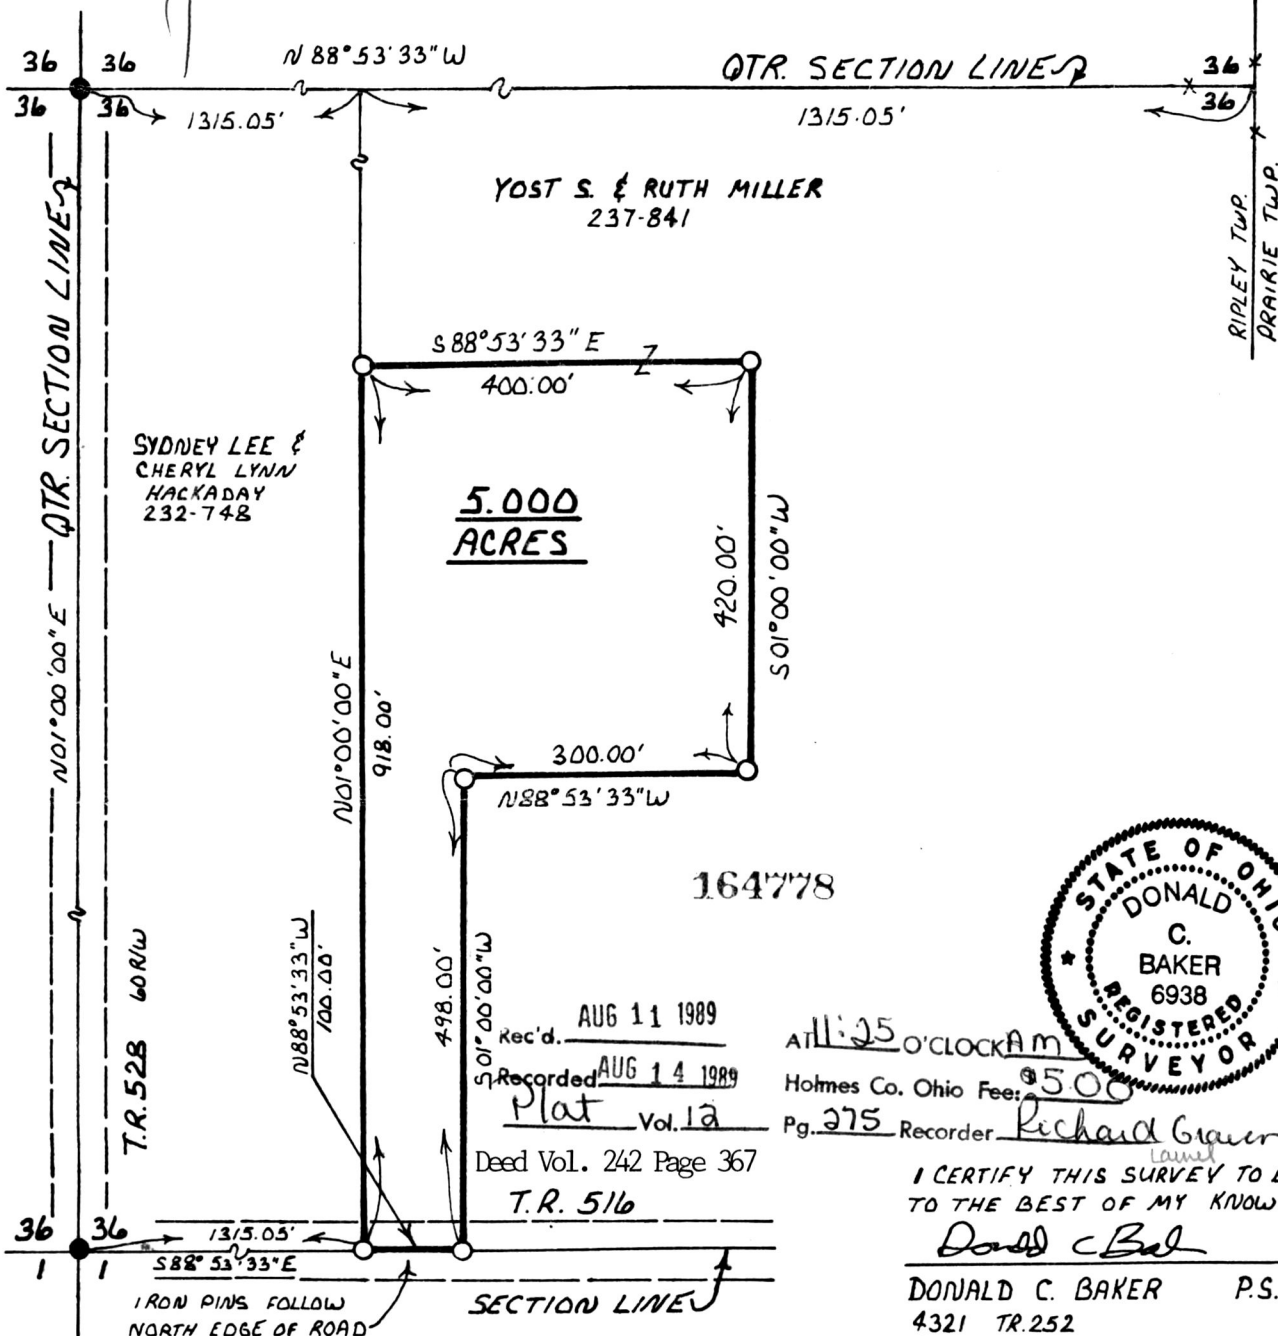 N 88°53'33" W
QTR. SECTION LINE
36 36
36 36
36
36
1315.05'
1315.05'
YOST S. & RUTH MILLER
237-841
RIPLEY TWP.
PRAIRIE TWP.
QTR. SECTION LINE
N01°00'00" E
S 88°53'33" E
400.00'
SYDNEY LEE &
CHERYL LYNN
HACKADAY
232-748
5.000
ACRES
420.00'
S01°00'00" W
N01°00'00" E
918.00'
300.00'
N88°53'33" W
164778
STATE OF OHIO
DONALD
C.
BAKER
6938
REGISTERED
SURVEYOR
T.R. 528 60 R/W
N88°53'33" W
100.00'
498.00'
S01°00'00" W
Rec'd. AUG 11 1989 AT 11:25 O'CLOCK AM
Recorded AUG 14 1989 Holmes Co. Ohio Fee: $5.00
Plat Vol. 12 Pg. 275 Recorder Richard Graven
Laurel
Deed Vol. 242 Page 367
T.R. 516
I CERTIFY THIS SURVEY TO
TO THE BEST OF MY KNOW
36 36
1 1
1315.05'
S88°53'33" E
IRON PINS FOLLOW
NORTH EDGE OF ROAD
SECTION LINE
Donald C Bak
DONALD C. BAKER P.S.
4321 TR. 252